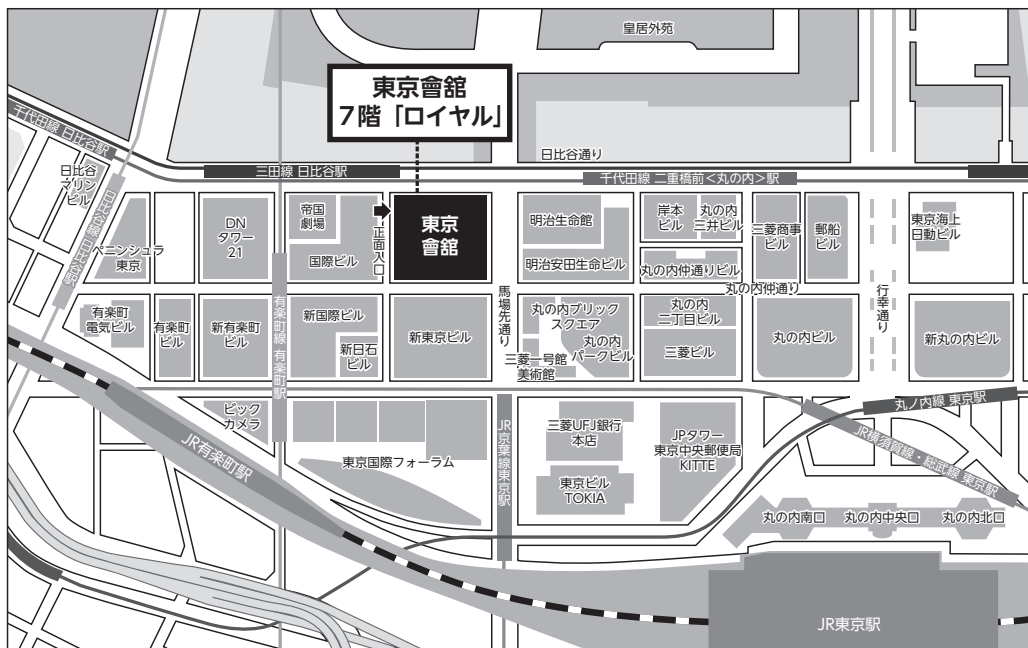 皇居外苑
東京會舘
7階「ロイヤル」
日比谷通り
千代田線 日比谷駅
三田線 日比谷駅
千代田線 二重橋前<丸の内>駅
日比谷
マリン
ビル
日比谷線 日比谷駅
ペニンシュラ
東京
DN
タワー
21
帝国
劇場
国際ビル
正面入口
東京
會舘
明治生命館
明治安田生命ビル
岸本
ビル
丸の内
三井ビル
丸の内仲通りビル
三菱商事
ビル
郵船
ビル
東京海上
日動ビル
丸の内仲通り
馬場先通り
行幸通り
有楽町
電気ビル
有楽町
ビル
新有楽町
ビル
有楽町線 有楽町駅
新国際ビル
新日石
ビル
新東京ビル
丸の内ブリック
スクエア
丸の内
パークビル
三菱一号館
美術館
丸の内
二丁目ビル
三菱ビル
丸の内ビル
新丸の内ビル
丸ノ内線 東京駅
ビック
カメラ
JR有楽町駅
東京国際フォーラム
JR京葉線東京駅
三菱UFJ銀行
本店
東京ビル
TOKIA
JPタワー
東京中央郵便局
KITTE
JR横須賀線・総武線 東京駅
丸の内南口
丸の内中央口
丸の内北口
JR東京駅